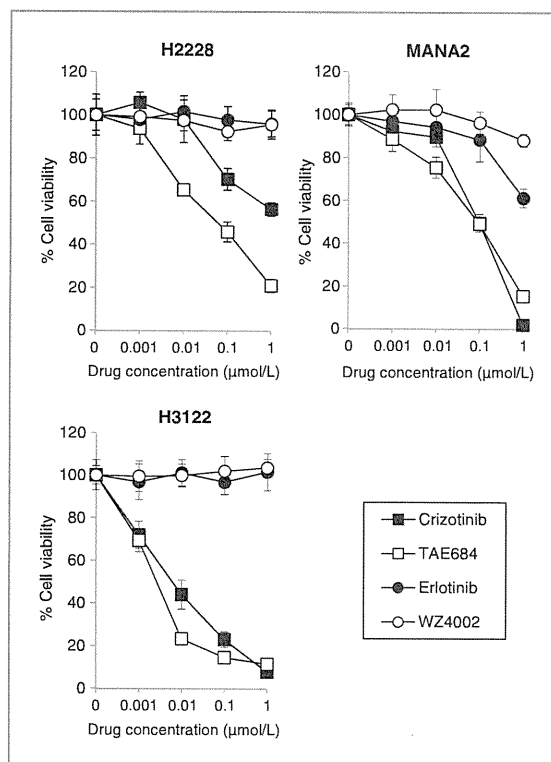 H2228
120
100
80
60
40
20
0
% Cell viability
0 0.001 0.01 0.1 1
Drug concentration (µmol/L)
MANA2
120
100
80
60
40
20
0
% Cell viability
0 0.001 0.01 0.1 1
Drug concentration (µmol/L)
H3122
120
100
80
60
40
20
0
% Cell viability
0 0.001 0.01 0.1 1
Drug concentration (µmol/L)
Crizotinib
TAE684
Erlotinib
WZ4002